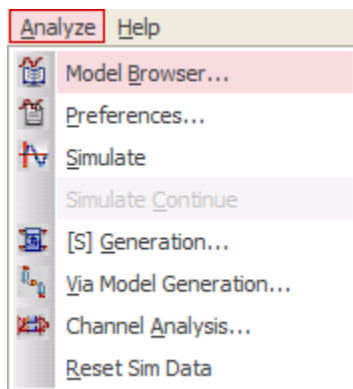 Analyze Help
Model Browser...
Preferences...
Simulate
Simulate Continue
[S] Generation...
Via Model Generation...
Channel Analysis...
Reset Sim Data